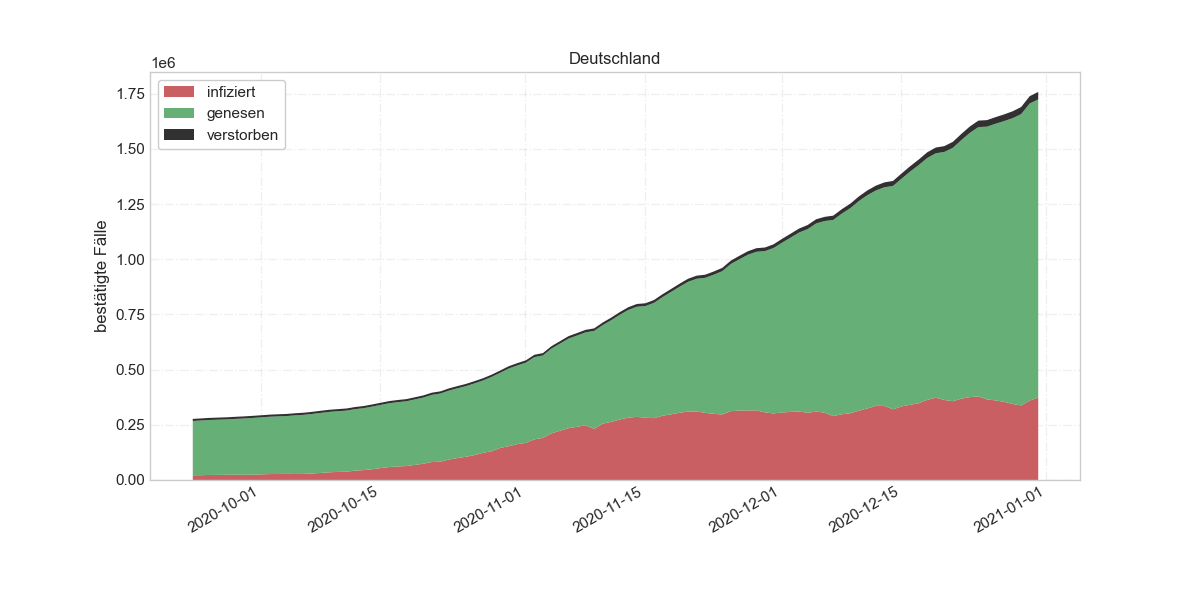 Deutschland
1e6
infiziert
genesen
verstorben
bestätigte Fälle
1.75
1.50
1.25
1.00
0.75
0.50
0.25
0.00
2020-10-01
2020-10-15
2020-11-01
2020-11-15
2020-12-01
2020-12-15
2021-01-01